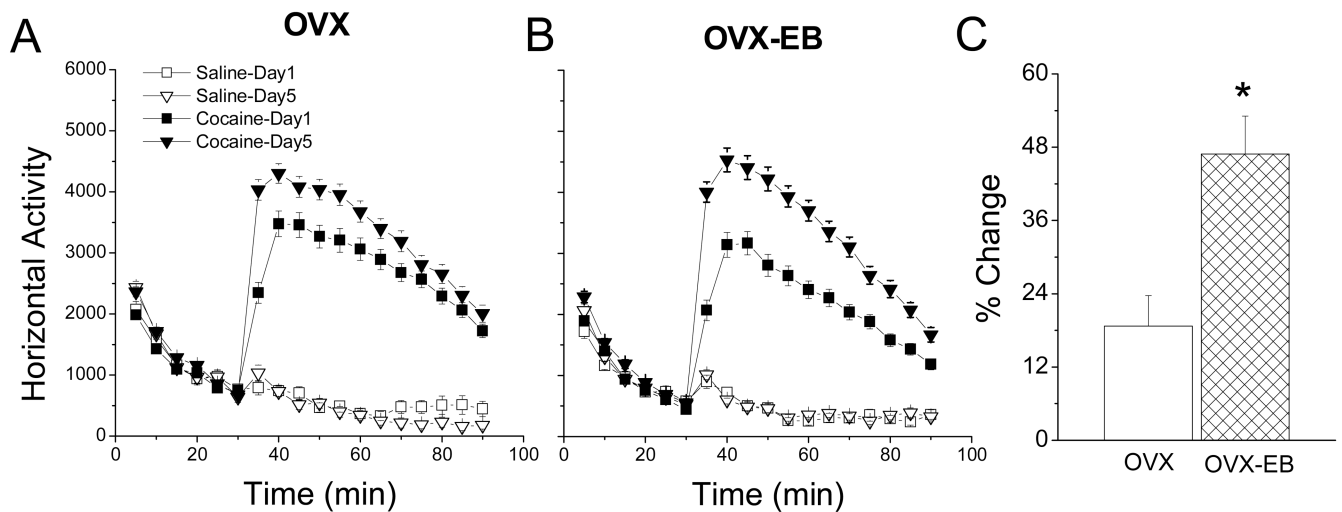 A
OVX
Saline-Day1
Saline-Day5
Cocaine-Day1
Cocaine-Day5
Horizontal Activity
6000
5000
4000
3000
2000
1000
0
0 20 40 60 80 100
Time (min)
B
OVX-EB
0 20 40 60 80 100
Time (min)
C
% Change
60
48
36
24
12
0
*
OVX OVX-EB